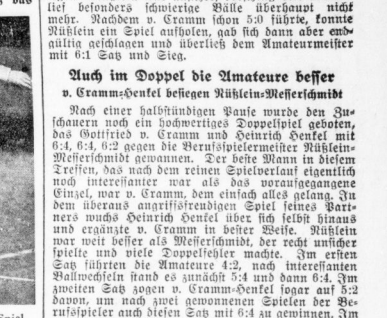 lief besonders schwierige Bälle überhaupt nicht
mehr. Nachdem v. Cramm schon 5:0 führte, konnte
Nüßlein ein Spiel aufholen, gab sich dann aber end-
gültig geschlagen und überließ dem Amateurmeister
mit 6:1 Satz und Sieg.
Auch im Doppel die Amateure besser
v. Cramm-Henkel besiegen Nüßlein-Messerschmidt
Nach einer halbstündigen Pause wurde den Zu-
schauern noch ein hochwertiges Doppelspiel geboten,
das Gottfried v. Cramm und Heinrich Henkel mit
6:4, 4:6, 6:2 gegen die Berufsspielermeister Nüßlein-
Messerschmidt gewannen. Der beste Mann in diesem
Treffen, das nach dem reinen Spielverlauf eigentlich
noch interessanter war als das vorausgegangene
Einzel, war v. Cramm, dem einfach alles gelang. In
dem überaus angriffsfreudigen Spiel seines Part-
ners wuchs Heinrich Henkel über sich selbst hinaus
und ergänzte v. Cramm in bester Weise. Nüßlein
war weit besser als Messerschmidt, der recht unsicher
spielte und viele Doppelfehler machte. Im ersten
Satz führten die Amateure 4:2, nach interessanten
Ballwechseln stand es zunächst 5:4 und dann 6:4. Im
zweiten Satz zogen v. Cramm-Henkel sogar auf 5:2
davon, um nach zwei gewonnenen Spielen der Be-
rufsspieler auch diesen Satz mit 6:4 zu gewinnen. Im